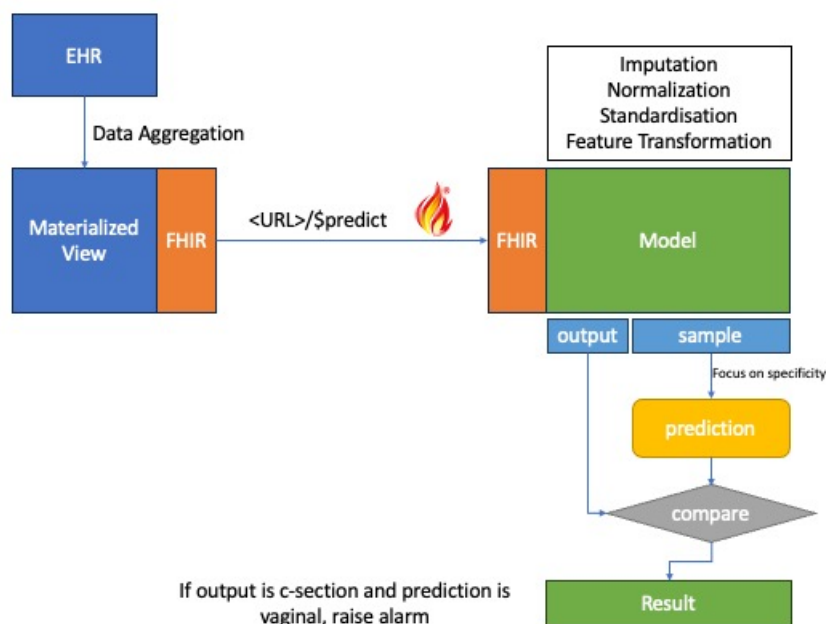 EHR
Data Aggregation
Imputation
Normalization
Standardisation
Feature Transformation
Materialized
View
FHIR
<URL>/$predict
®
FHIR
Model
output
sample
Focus on specificity
prediction
compare
If output is c-section and prediction is
vaginal, raise alarm
Result